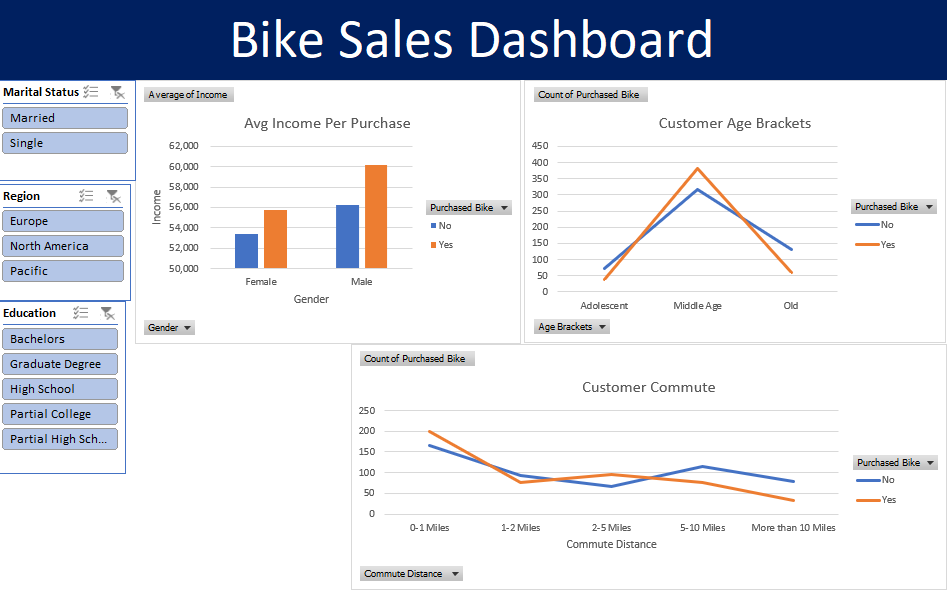 Bike Sales Dashboard
Marital Status
Married
Single
Region
Europe
North America
Pacific
Education
Bachelors
Graduate Degree
High School
Partial College
Partial High Sch...
Average of Income
Avg Income Per Purchase
62,000
60,000
58,000
56,000
54,000
52,000
50,000
Income
Female
Male
Gender
Purchased Bike
No
Yes
Gender
Count of Purchased Bike
Customer Age Brackets
450
400
350
300
250
200
150
100
50
0
Adolescent
Middle Age
Old
Purchased Bike
No
Yes
Age Brackets
Count of Purchased Bike
Customer Commute
250
200
150
100
50
0
0-1 Miles
1-2 Miles
2-5 Miles
5-10 Miles
More than 10 Miles
Commute Distance
Purchased Bike
No
Yes
Commute Distance